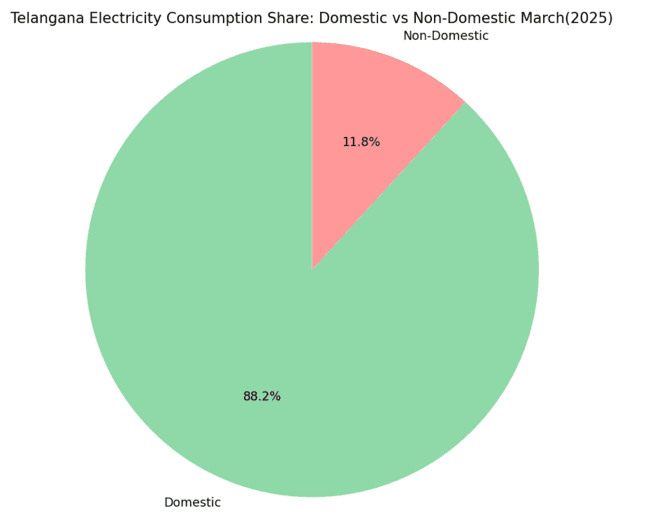 Telangana Electricity Consumption Share: Domestic vs Non-Domestic March(2025)
Non-Domestic
11.8%
88.2%
Domestic